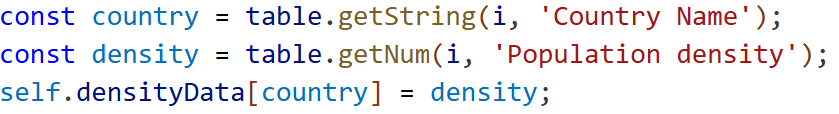 const country = table.getString(i, 'Country Name');
const density = table.getNum(i, 'Population density');
self.densityData[country] = density;